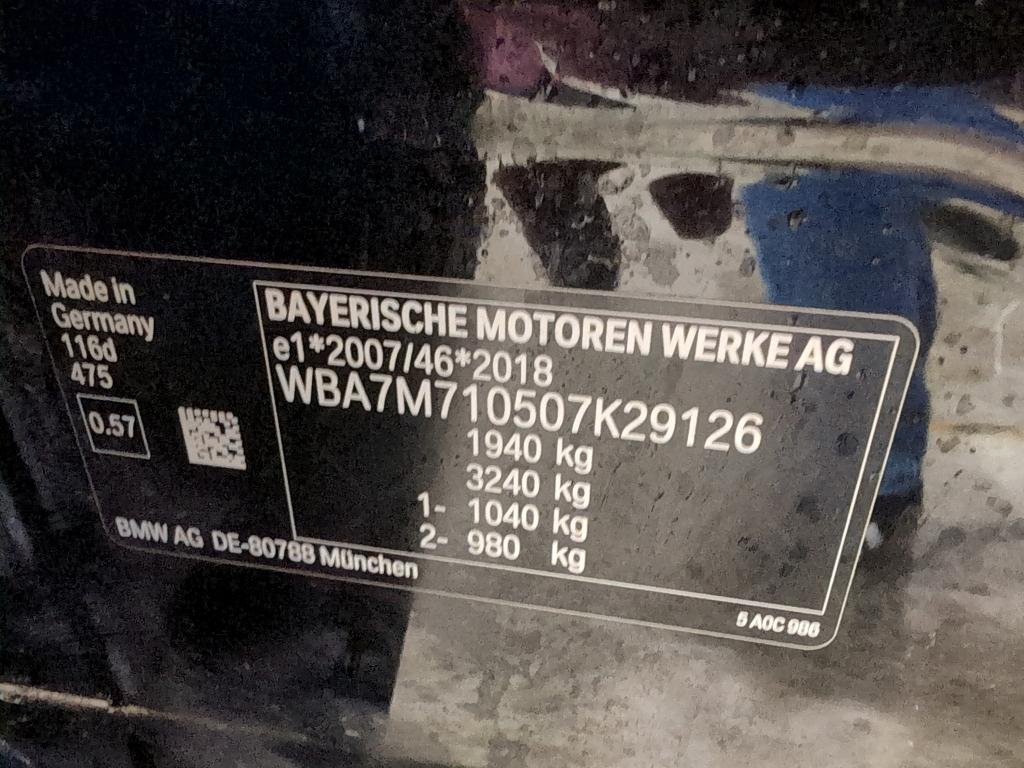 Made in
Germany
116d
475
0.57
BAYERISCHE MOTOREN WERKE AG
e1*2007/46*2018
WBA7M710507K29126
1940 kg
3240 kg
1- 1040 kg
2- 980 kg
BMW AG DE-80788 München
5 A0C 986